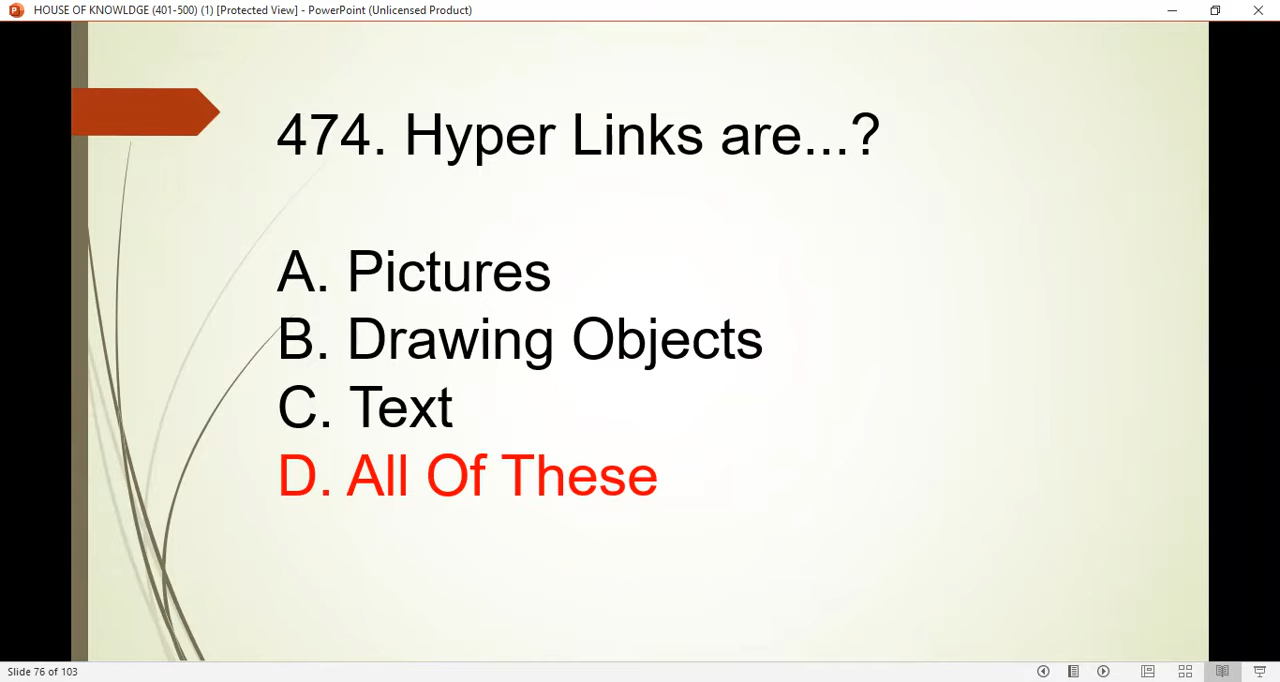 HOUSE OF KNOWLDGE (401-500) (1) [Protected View] - PowerPoint (Unlicensed Product)
474. Hyper Links are...?
A. Pictures
B. Drawing Objects
C. Text
D. All Of These
Slide 76 of 103